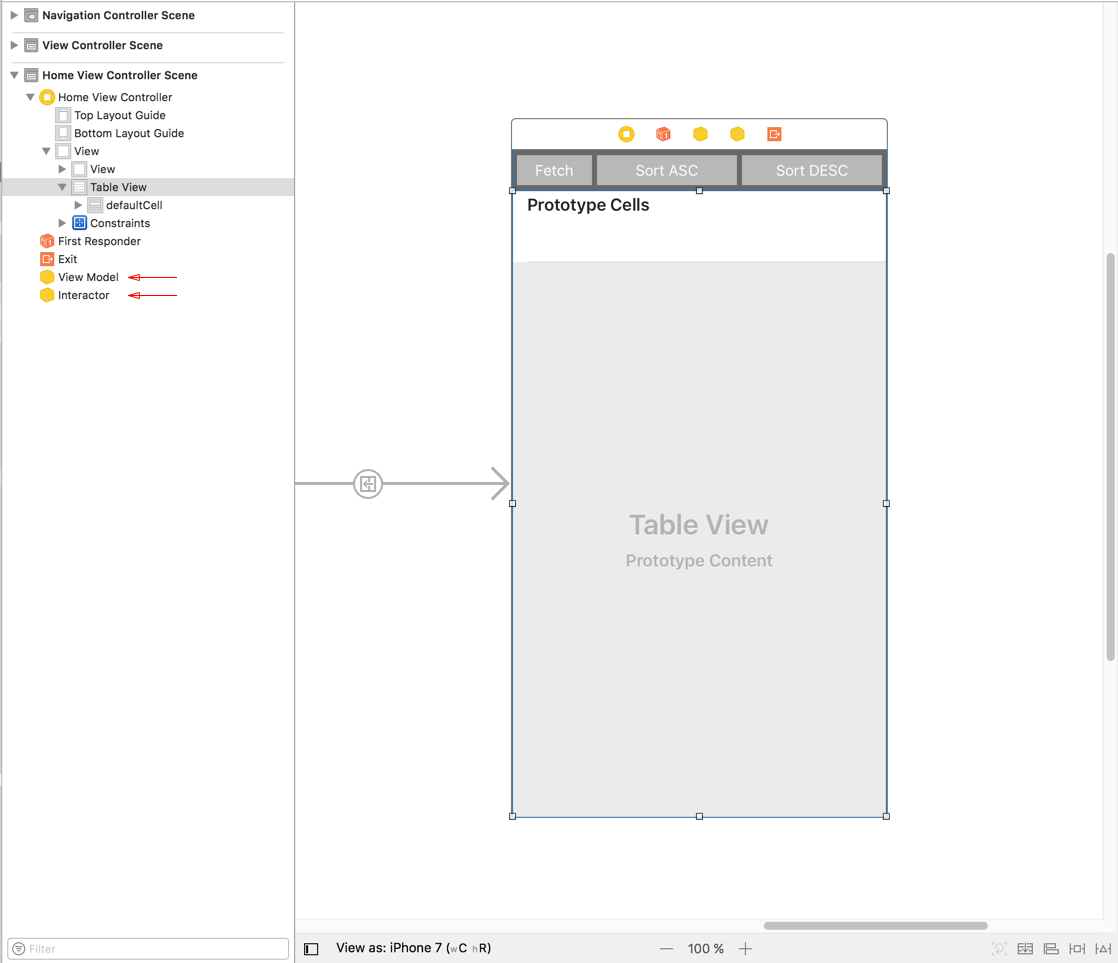 Navigation Controller Scene
View Controller Scene
Home View Controller Scene
Home View Controller
Top Layout Guide
Bottom Layout Guide
View
View
Table View
defaultCell
Constraints
First Responder
Exit
View Model
Interactor
Filter
1
Fetch
Sort ASC
Sort DESC
Prototype Cells
Table View
Prototype Content
View as: iPhone 7 (wC hR)
100 %